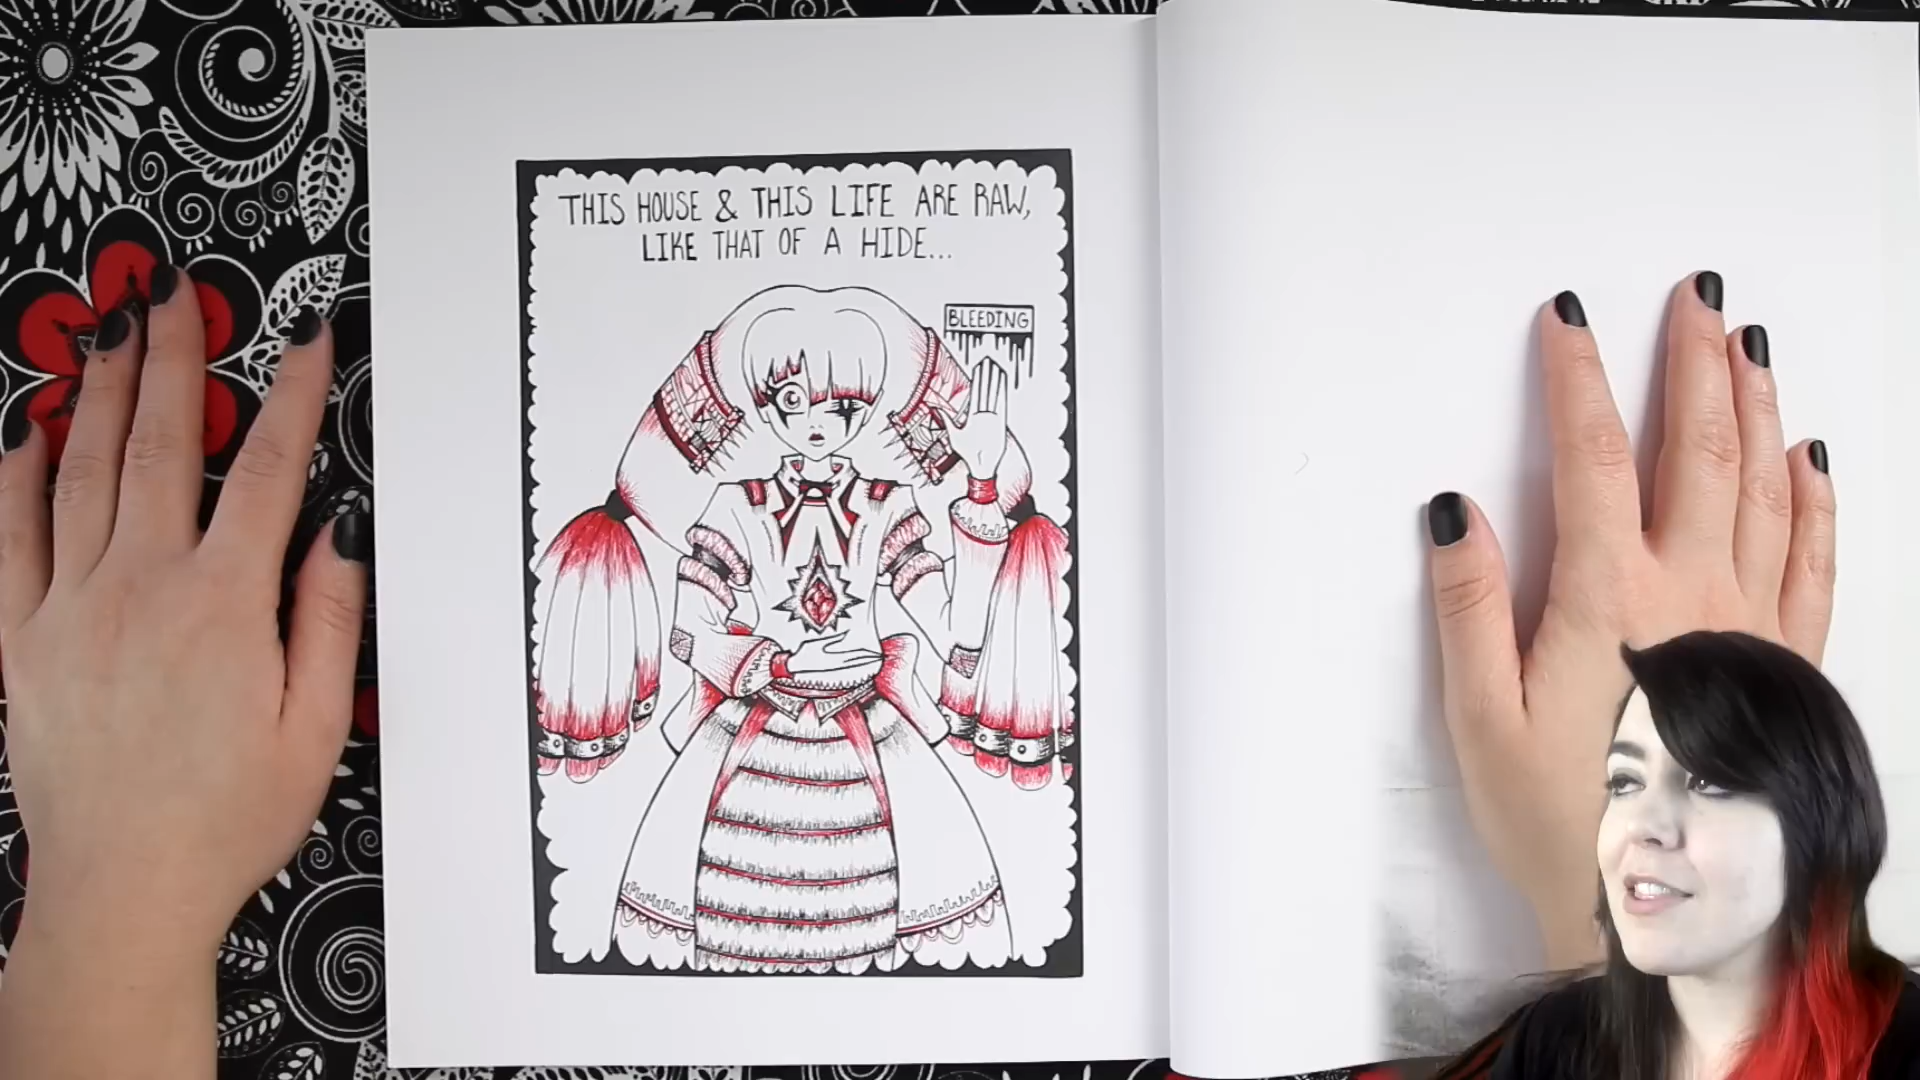 THIS HOUSE & THIS LIFE ARE RAW,
LIKE THAT OF A HIDE...
BLEEDING